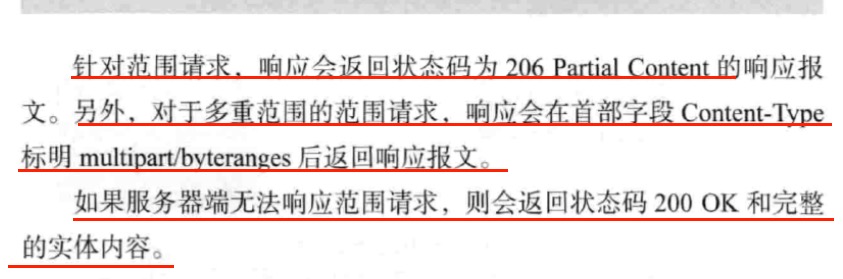 针对范围请求，响应会返回状态码为 206 Partial Content 的响应报
文。另外，对于多重范围的范围请求，响应会在首部字段 Content-Type
标明 multipart/byteranges 后返回响应报文。
如果服务器端无法响应范围请求，则会返回状态码 200 OK 和完整
的实体内容。